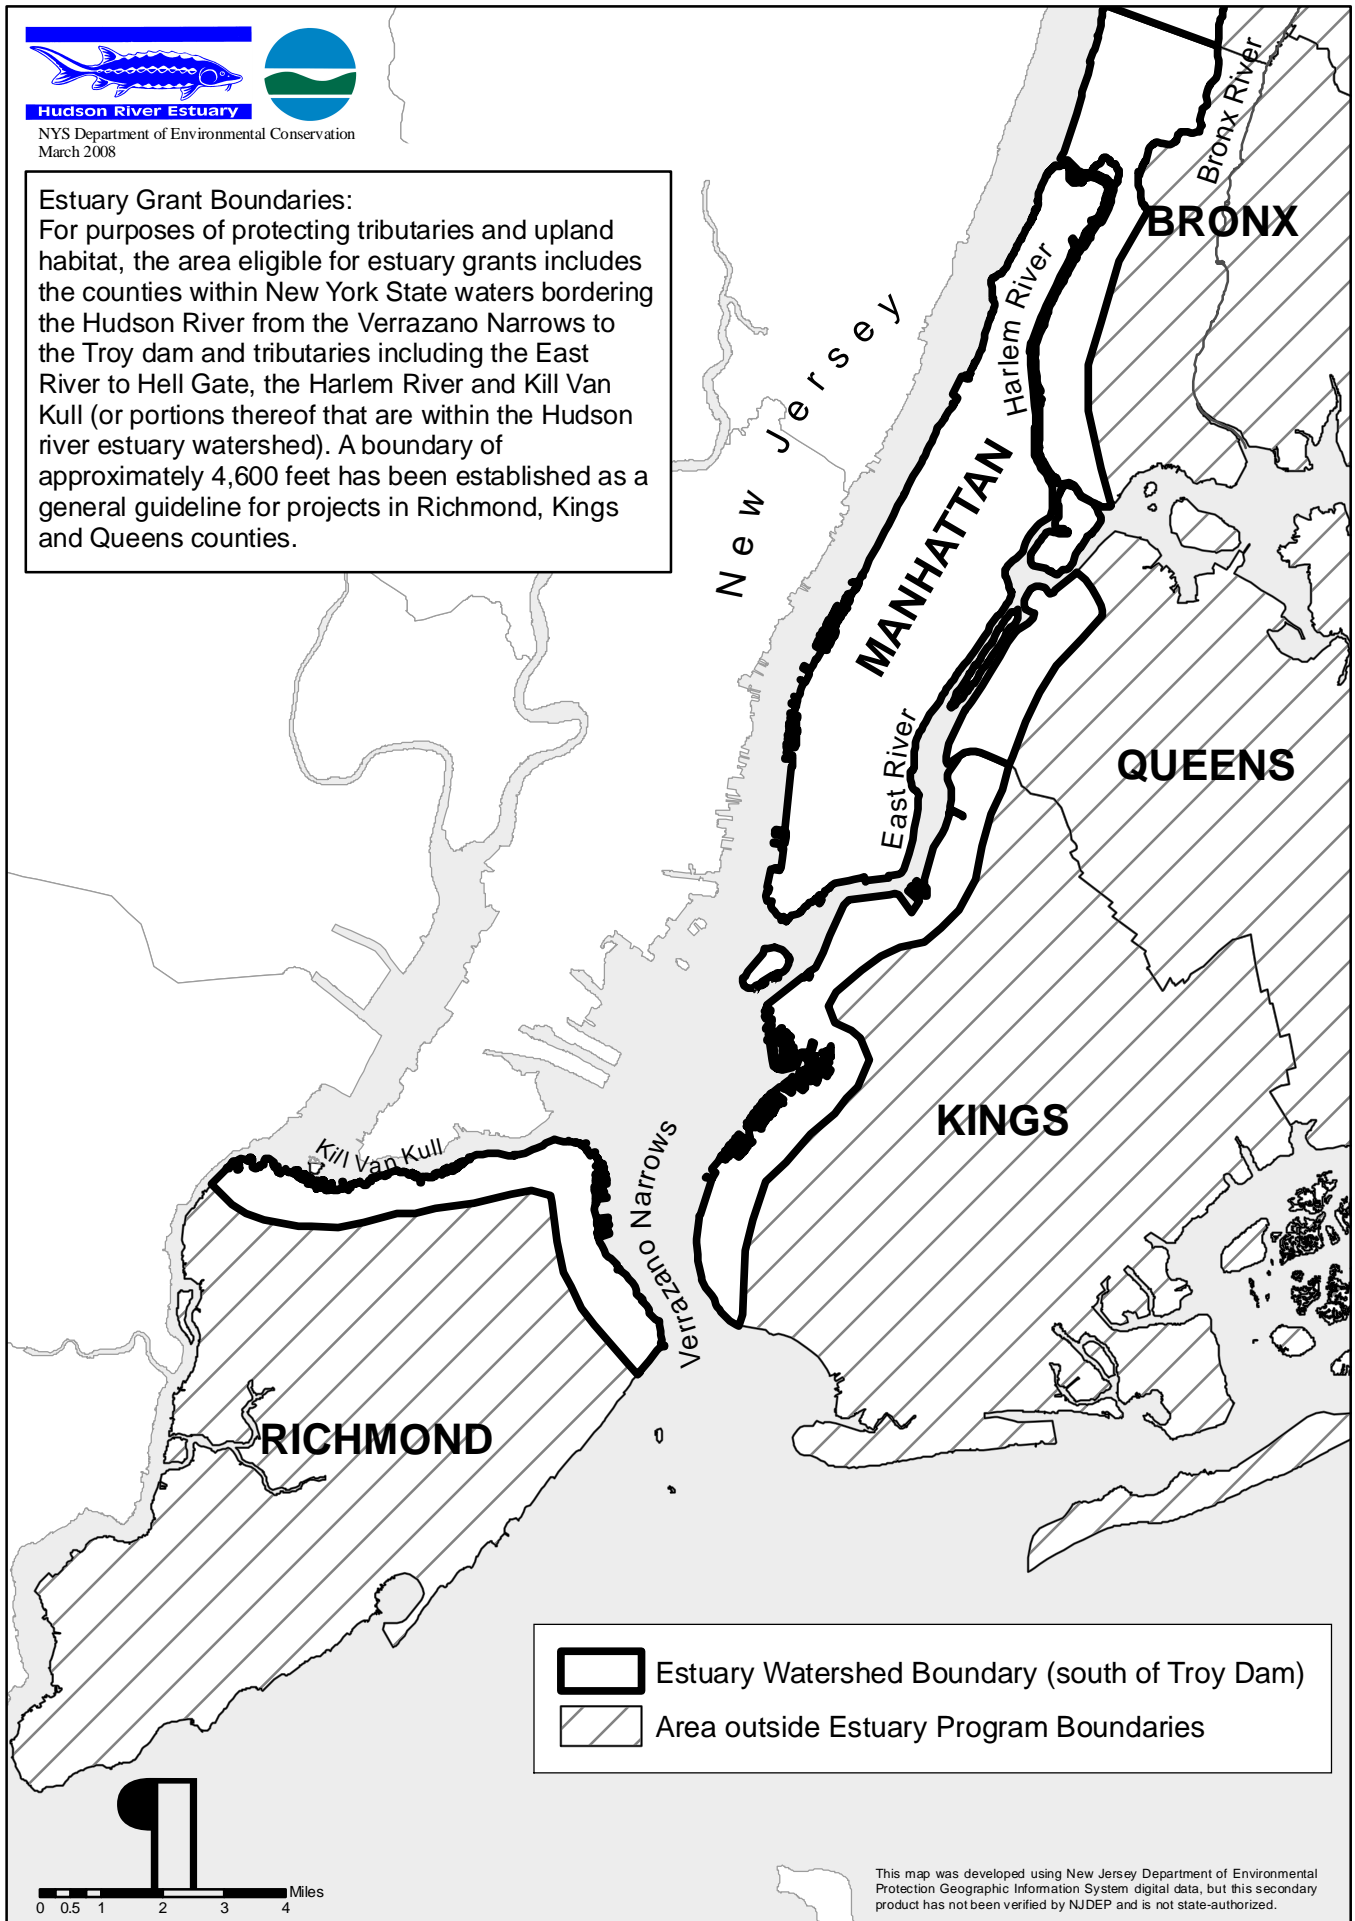 Hudson River Estuary
NYS Department of Environmental Conservation
March 2008
Estuary Grant Boundaries:
For purposes of protecting tributaries and upland
habitat, the area eligible for estuary grants includes
the counties within New York State waters bordering
the Hudson River from the Verrazano Narrows to
the Troy dam and tributaries including the East
River to Hell Gate, the Harlem River and Kill Van
Kull (or portions thereof that are within the Hudson
river estuary watershed). A boundary of
approximately 4,600 feet has been established as a
general guideline for projects in Richmond, Kings
and Queens counties.
Bronx River
BRONX
Harlem River
New Jersey
MANHATTAN
East River
QUEENS
KINGS
Kill Van Kull
Verrazano Narrows
RICHMOND
Estuary Watershed Boundary (south of Troy Dam)
Area outside Estuary Program Boundaries
Miles
0 0.5 1 2 3 4
This map was developed using New Jersey Department of Environmental
Protection Geographic Information System digital data, but this secondary
product has not been verified by NJDEP and is not state-authorized.